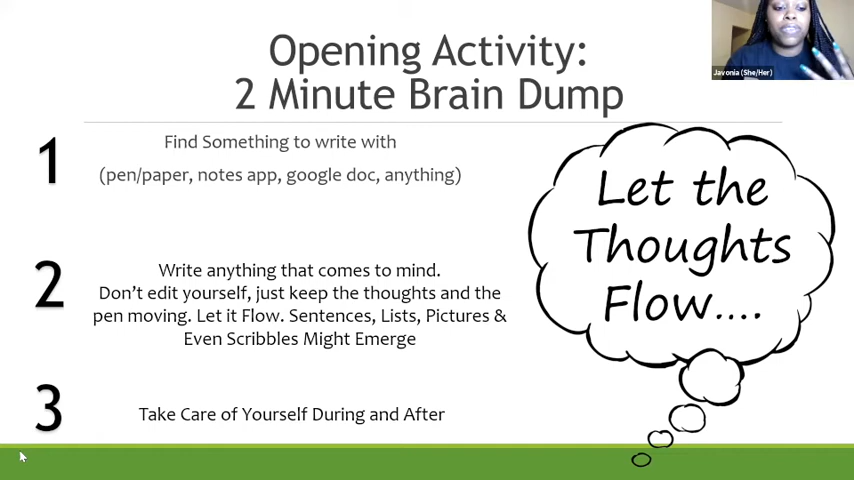 Opening Activity:
2 Minute Brain Dump
Javonia (She/Her)
1
Find Something to write with
(pen/paper, notes app, google doc, anything)
2
Write anything that comes to mind.
Don't edit yourself, just keep the thoughts and the
pen moving. Let it Flow. Sentences, Lists, Pictures &
Even Scribbles Might Emerge
3
Take Care of Yourself During and After
Let the
Thoughts
Flow....